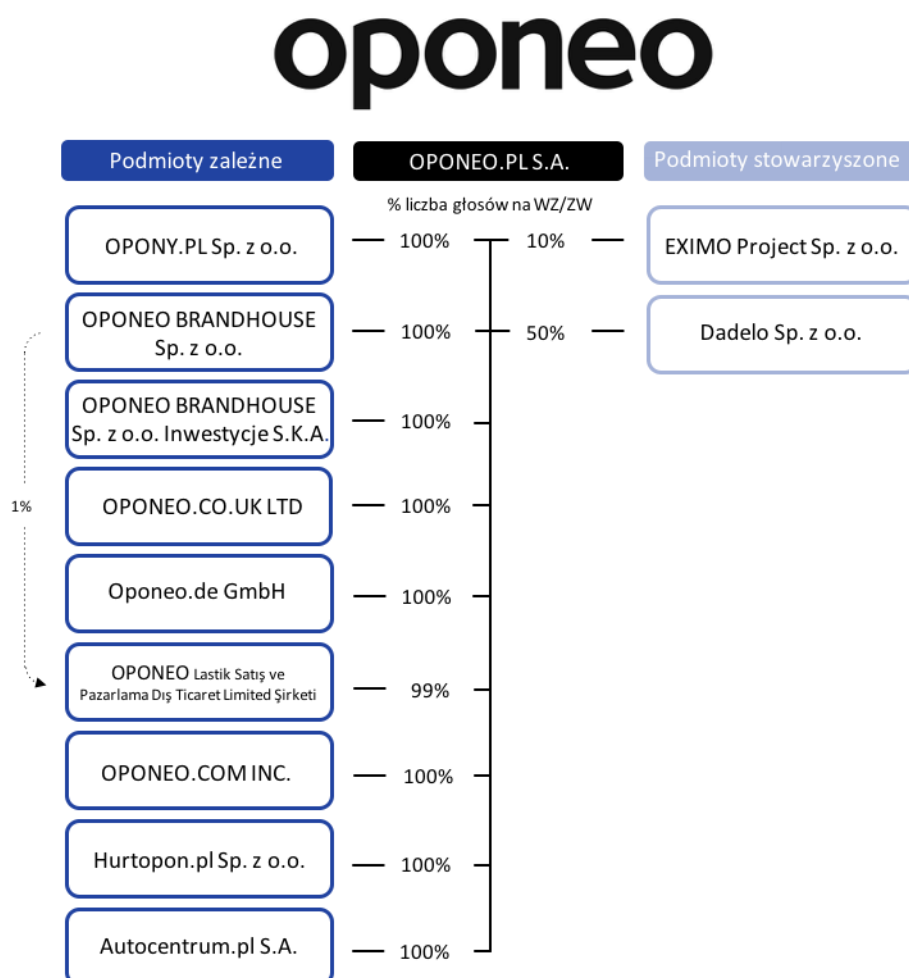 oponeo
Podmioty zależne
OPONEO.PL S.A.
Podmioty stowarzyszone
% liczba głosów na WZ/ZW
OPONY.PL Sp. z o.o.
100%
10%
EXIMO Project Sp. z o.o.
OPONEO BRANDHOUSE
Sp. z o.o.
100%
50%
Dadelo Sp. z o.o.
OPONEO BRANDHOUSE
Sp. z o.o. Inwestycje S.K.A.
100%
1%
OPONEO.CO.UK LTD
100%
Oponeo.de GmbH
100%
OPONEO Lastik Satış ve
Pazarlama Dış Ticaret Limited Şirketi
99%
OPONEO.COM INC.
100%
Hurtopon.pl Sp. z o.o.
100%
Autocentrum.pl S.A.
100%